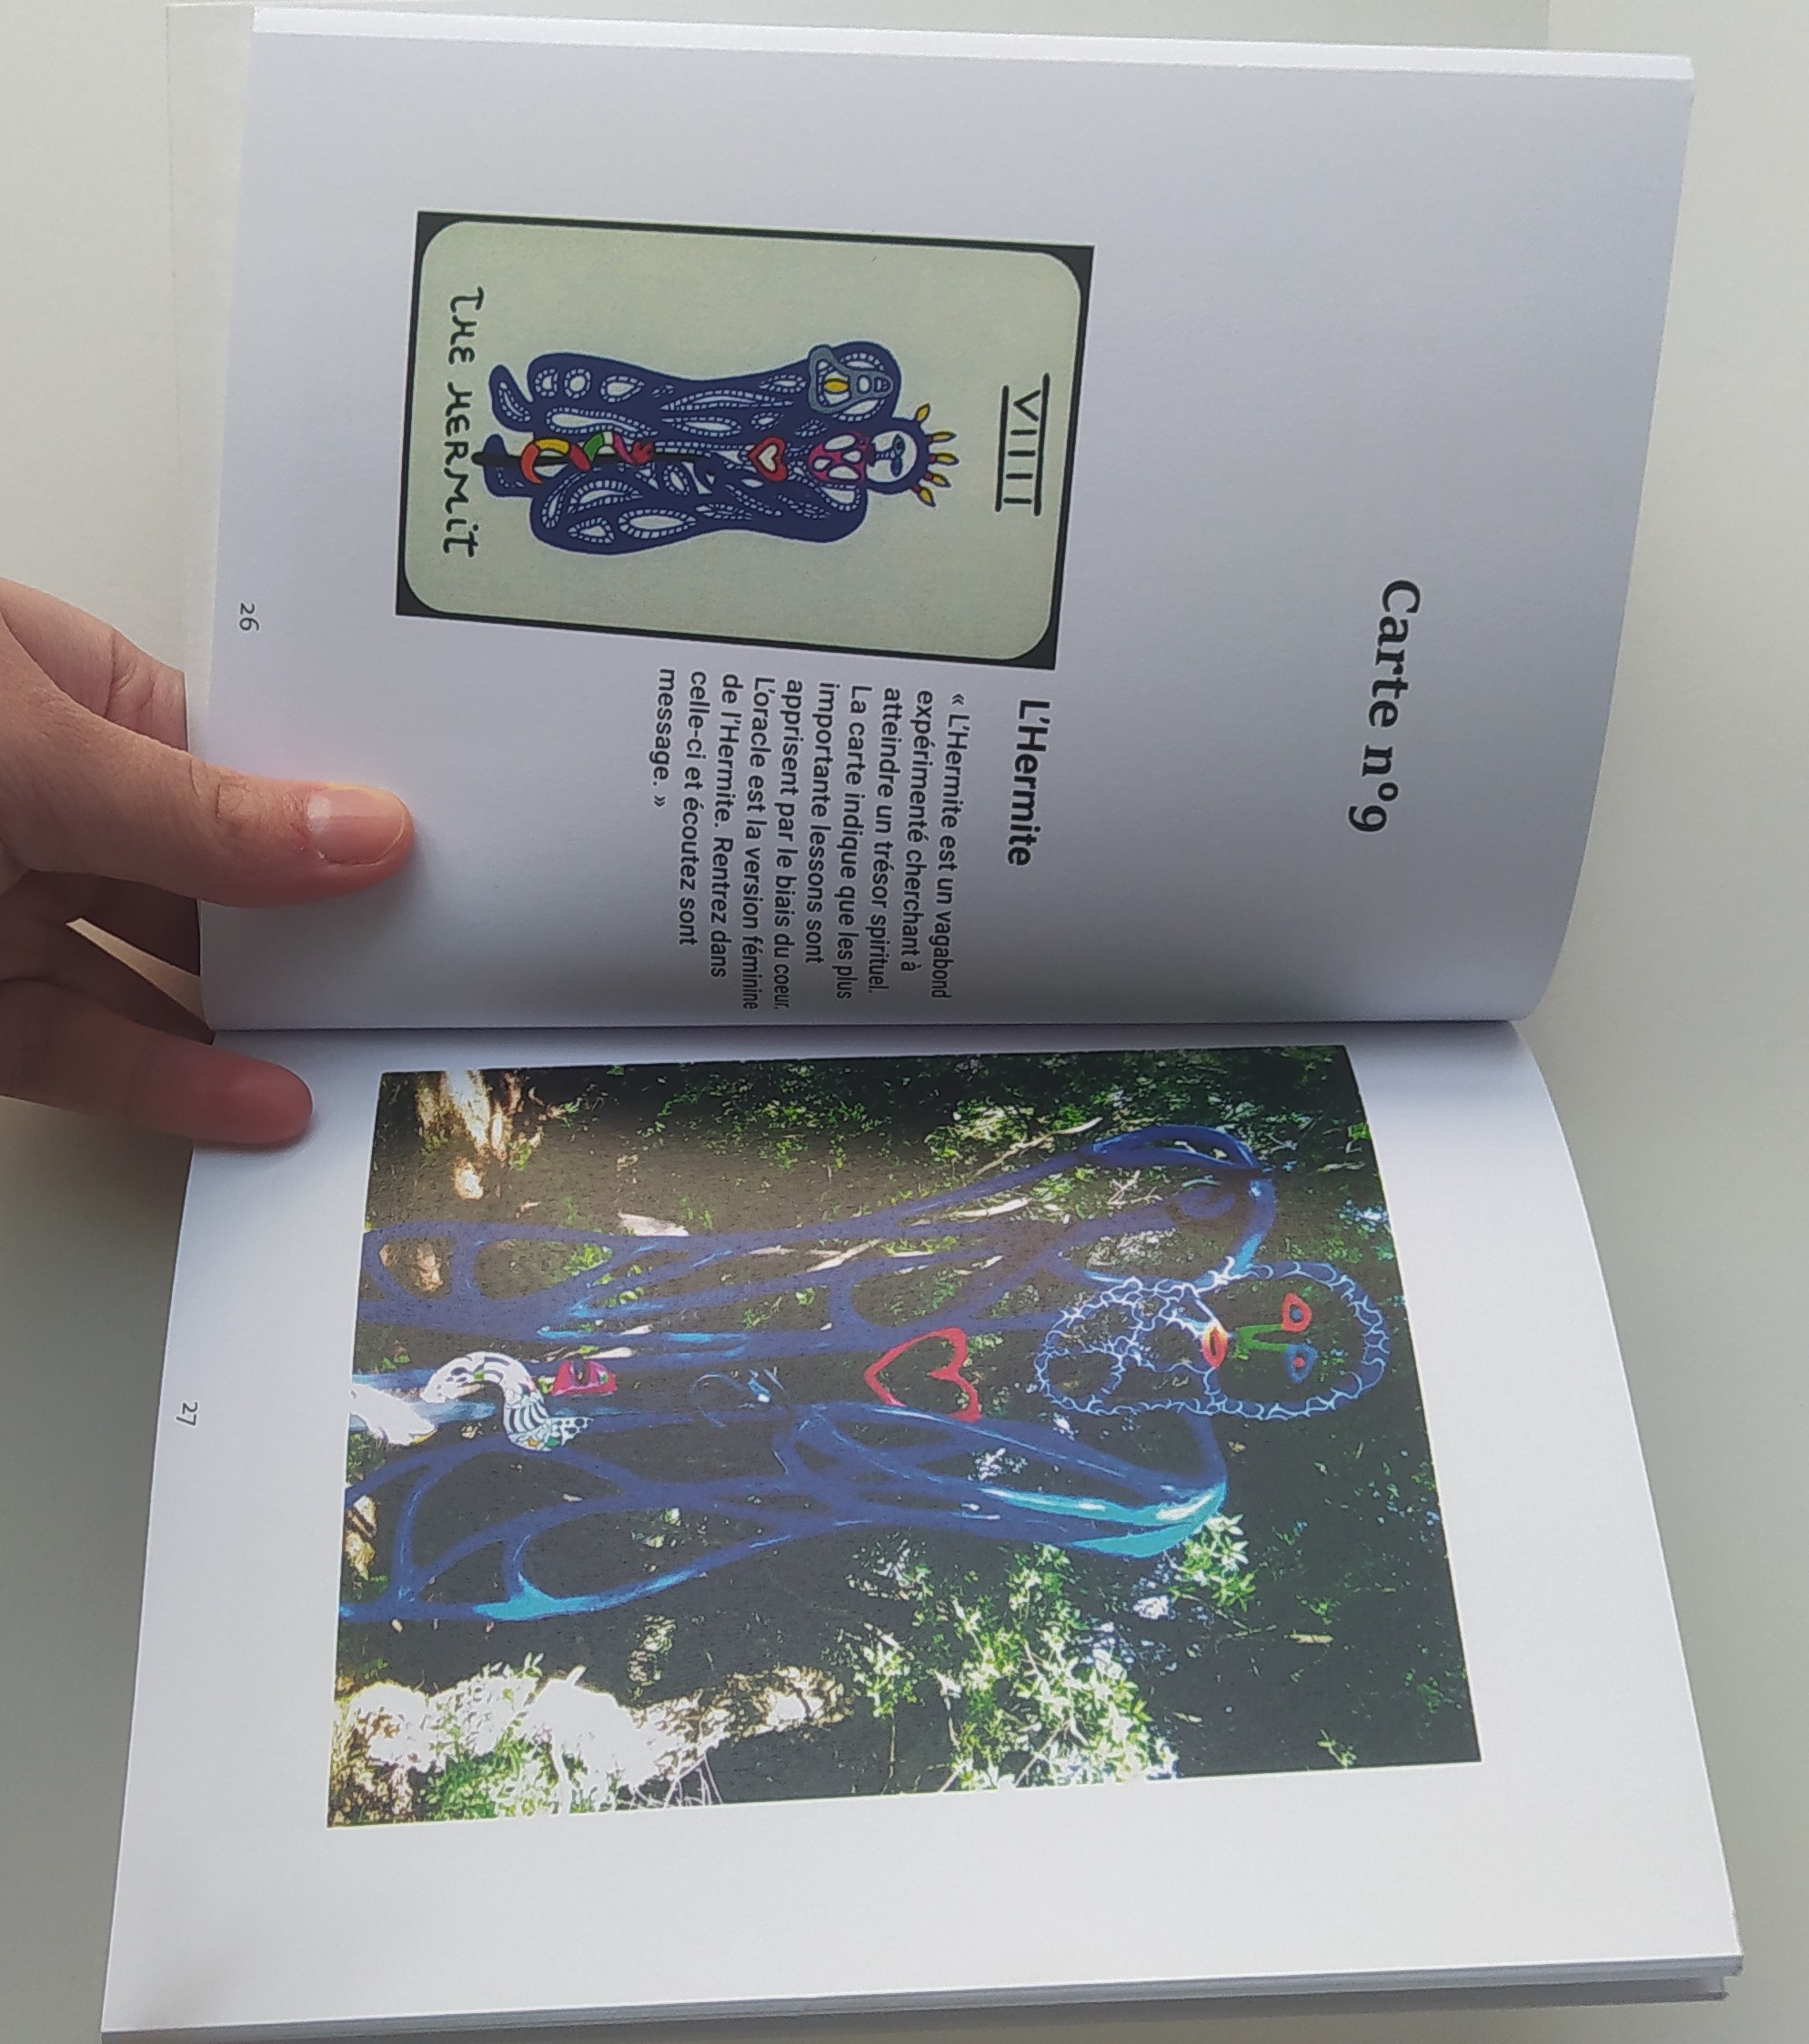 Carte n°9
VIIII
THE HERMiT
L'Hermite
« L'Hermite est un vagabond
expérimenté cherchant à
atteindre un trésor spirituel.
La carte indique que les plus
importante lessons sont
apprisent par le biais du coeur.
L'oracle est la version féminine
de l'Hermite. Rentrez dans
celle-ci et écoutez sont
message. »
26
27